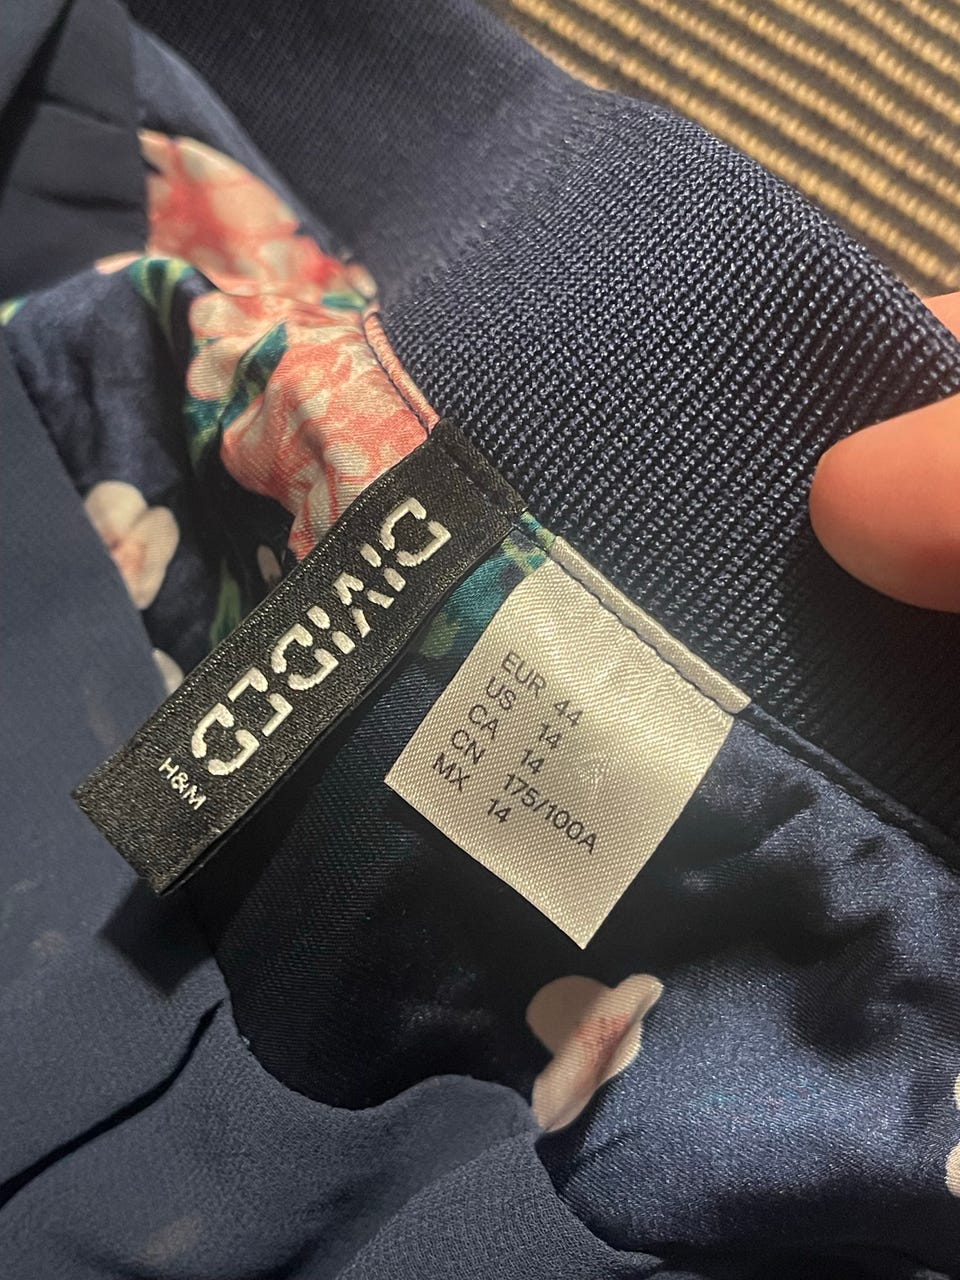 DIVIDED
H&M
EUR 44
US 14
CA 14
CN 175/100A
MX 14